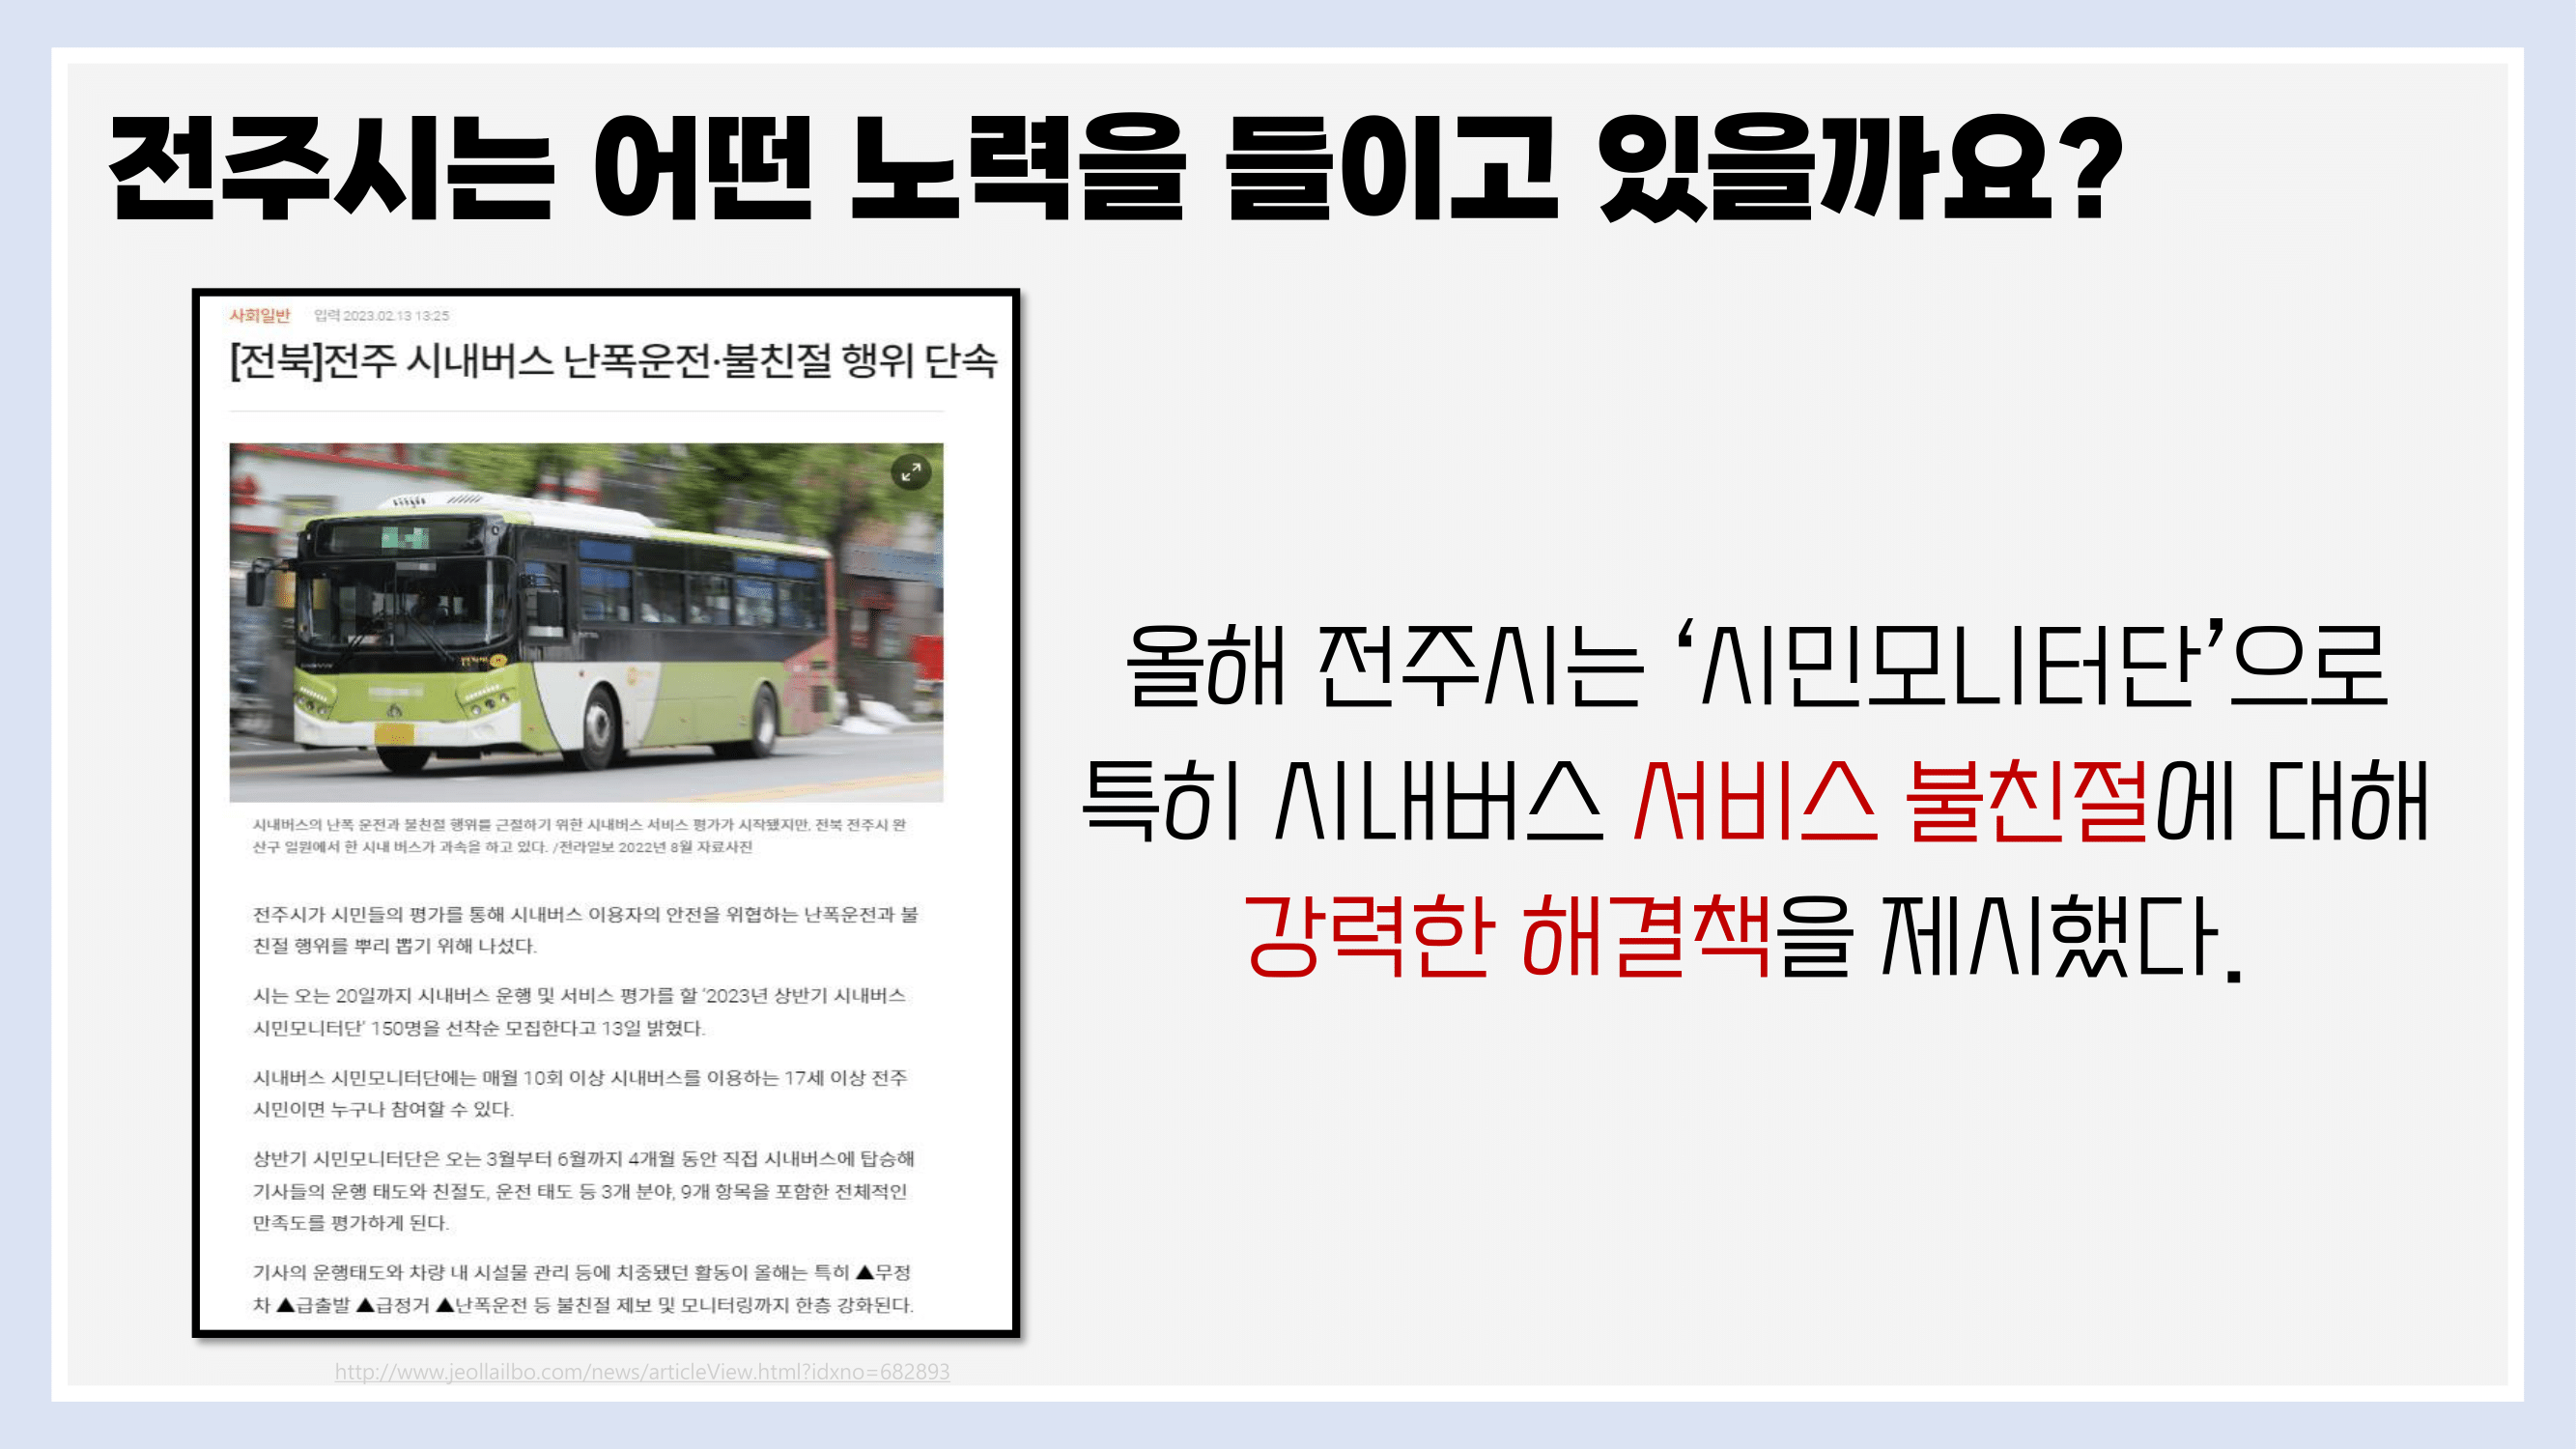 전주시는 어떤 노력을 들이고 있을까요?
사회일반 입력 2023.02.13 13:25
[전북]전주 시내버스 난폭운전·불친절 행위 단속
시내버스의 난폭 운전과 불친절 행위를 근절하기 위한 시내버스 서비스 평가가 시작됐지만, 전북 전주시 완
산구 일원에서 한 시내 버스가 과속을 하고 있다. /전라일보 2022년 8월 자료사진
전주시가 시민들의 평가를 통해 시내버스 이용자의 안전을 위협하는 난폭운전과 불
친절 행위를 뿌리 뽑기 위해 나섰다.
시는 오는 20일까지 시내버스 운행 및 서비스 평가를 할 ‘2023년 상반기 시내버스
시민모니터단’ 150명을 선착순 모집한다고 13일 밝혔다.
시내버스 시민모니터단에는 매월 10회 이상 시내버스를 이용하는 17세 이상 전주
시민이면 누구나 참여할 수 있다.
상반기 시민모니터단은 오는 3월부터 6월까지 4개월 동안 직접 시내버스에 탑승해
기사들의 운행 태도와 친절도, 운전 태도 등 3개 분야, 9개 항목을 포함한 전체적인
만족도를 평가하게 된다.
기사의 운행태도와 차량 내 시설물 관리 등에 치중됐던 활동이 올해는 특히 ▲무정
차 ▲급출발 ▲급정거 ▲난폭운전 등 불친절 제보 및 모니터링까지 한층 강화된다.
http://www.jeollailbo.com/news/articleView.html?idxno=682893
올해 전주시는 ‘시민모니터단’으로
특히 시내버스 서비스 불친절에 대해
강력한 해결책을 제시했다.